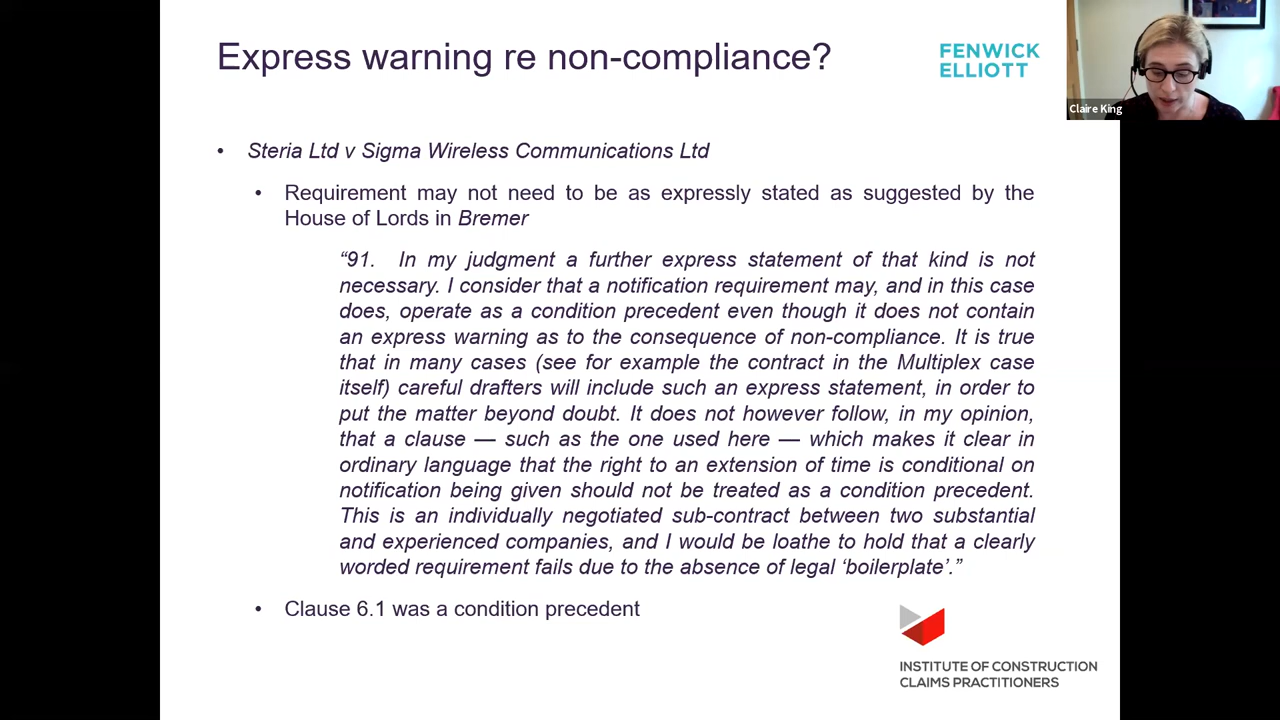 Express warning re non-compliance?
FENWICK
ELLIOTT
Claire King
• Steria Ltd v Sigma Wireless Communications Ltd
• Requirement may not need to be as expressly stated as suggested by the
House of Lords in Bremer
“91. In my judgment a further express statement of that kind is not
necessary. I consider that a notification requirement may, and in this case
does, operate as a condition precedent even though it does not contain
an express warning as to the consequence of non-compliance. It is true
that in many cases (see for example the contract in the Multiplex case
itself) careful drafters will include such an express statement, in order to
put the matter beyond doubt. It does not however follow, in my opinion,
that a clause — such as the one used here — which makes it clear in
ordinary language that the right to an extension of time is conditional on
notification being given should not be treated as a condition precedent.
This is an individually negotiated sub-contract between two substantial
and experienced companies, and I would be loathe to hold that a clearly
worded requirement fails due to the absence of legal ‘boilerplate’.”
• Clause 6.1 was a condition precedent
INSTITUTE OF CONSTRUCTION
CLAIMS PRACTITIONERS